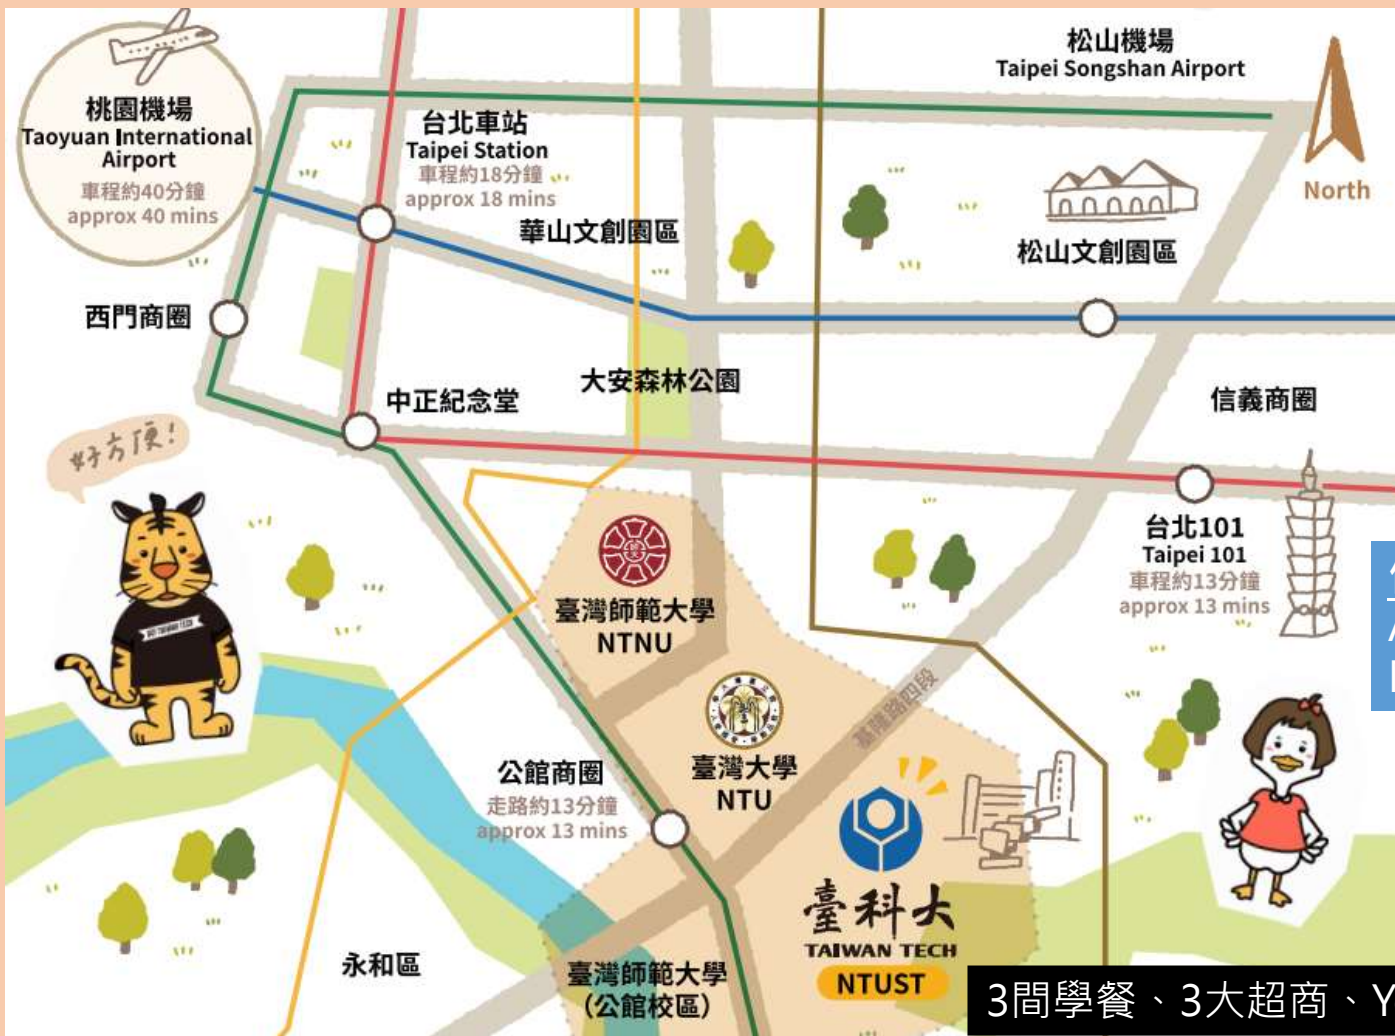 桃園機場
Taoyuan International
Airport
車程約40分鐘
approx 40 mins
台北車站
Taipei Station
車程約18分鐘
approx 18 mins
松山機場
Taipei Songshan Airport
North
華山文創園區
松山文創園區
西門商圈
大安森林公園
中正紀念堂
信義商圈
好方便!
台北101
Taipei 101
車程約13分鐘
approx 13 mins
臺灣師範大學
NTNU
基隆路四段
臺灣大學
NTU
公館商圈
走路約13分鐘
approx 13 mins
臺科大
TAIWAN TECH
NTUST
永和區
臺灣師範大學
(公館校區)
3間學餐、3大超商、Y